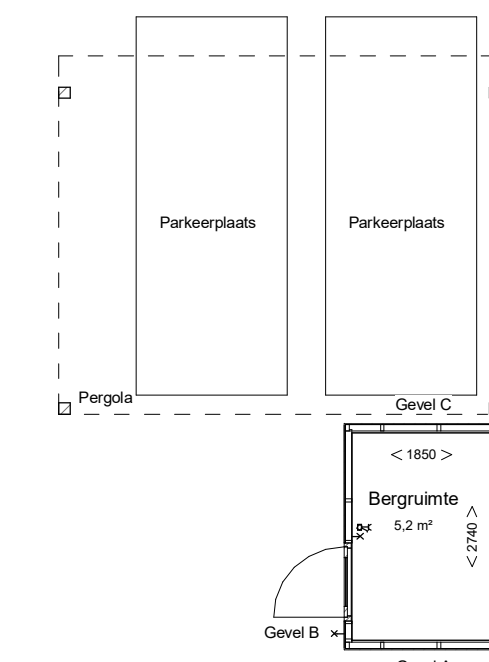 Parkeerplaats
Parkeerplaats
Pergola
Gevel C
< 1850 >
Bergruimte
5,2 m²
< 2740 >
Gevel B